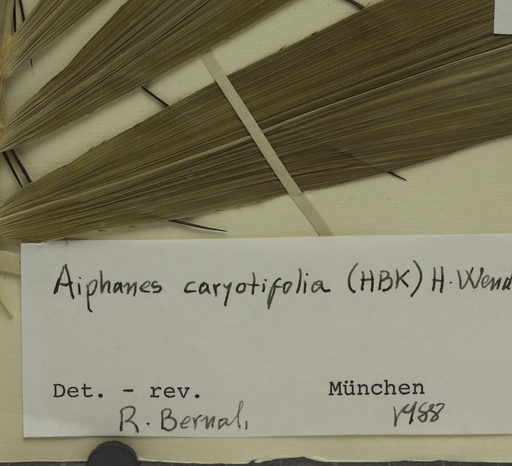 Aiphanes caryotifolia (HBK) H. Wend
Det. - rev. München
R. Bernal, 1988